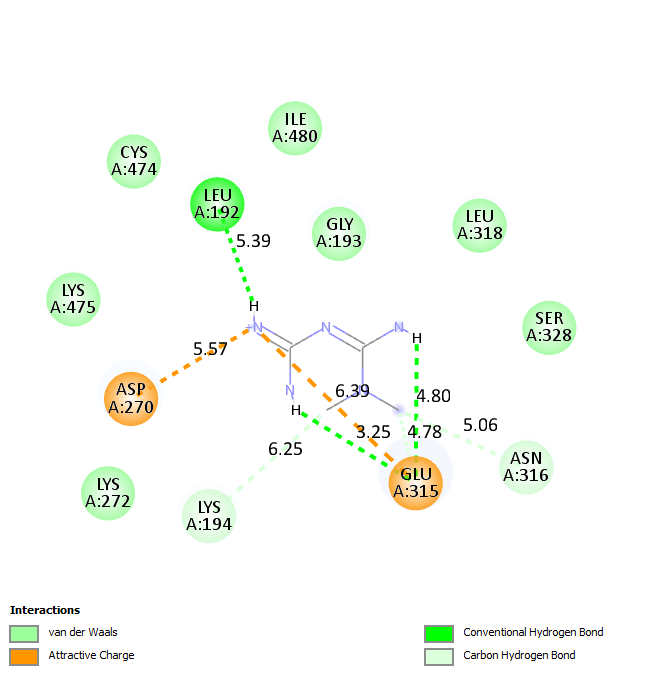 ILE
A:480
CYS
A:474
LEU
A:192
GLY
A:193
LEU
A:318
5.39
LYS
A:475
H
+N
N
N
H
SER
A:328
5.57
ASP
A:270
N
H
6.39
N
4.80
3.25
4.78
5.06
6.25
ASN
A:316
GLU
A:315
LYS
A:272
LYS
A:194
Interactions
van der Waals
Attractive Charge
Conventional Hydrogen Bond
Carbon Hydrogen Bond